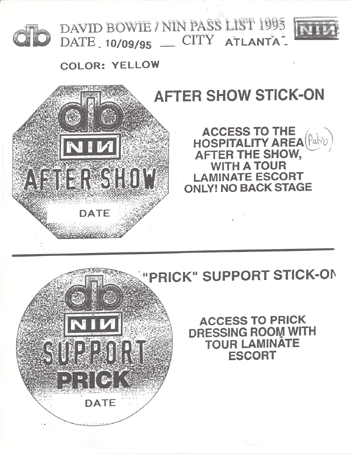 db DAVID BOWIE / NIN PASS LIST 1995 NIN
DATE 10/09/95 CITY ATLANTA
COLOR: YELLOW
AFTER SHOW STICK-ON
db
NIN
AFTER SHOW
DATE
ACCESS TO THE
HOSPITALITY AREA
AFTER THE SHOW,
WITH A TOUR
LAMINATE ESCORT
ONLY! NO BACK STAGE
"PRICK" SUPPORT STICK-ON
db
NIN
SUPPORT
PRICK
DATE
ACCESS TO PRICK
DRESSING ROOM WITH
TOUR LAMINATE
ESCORT